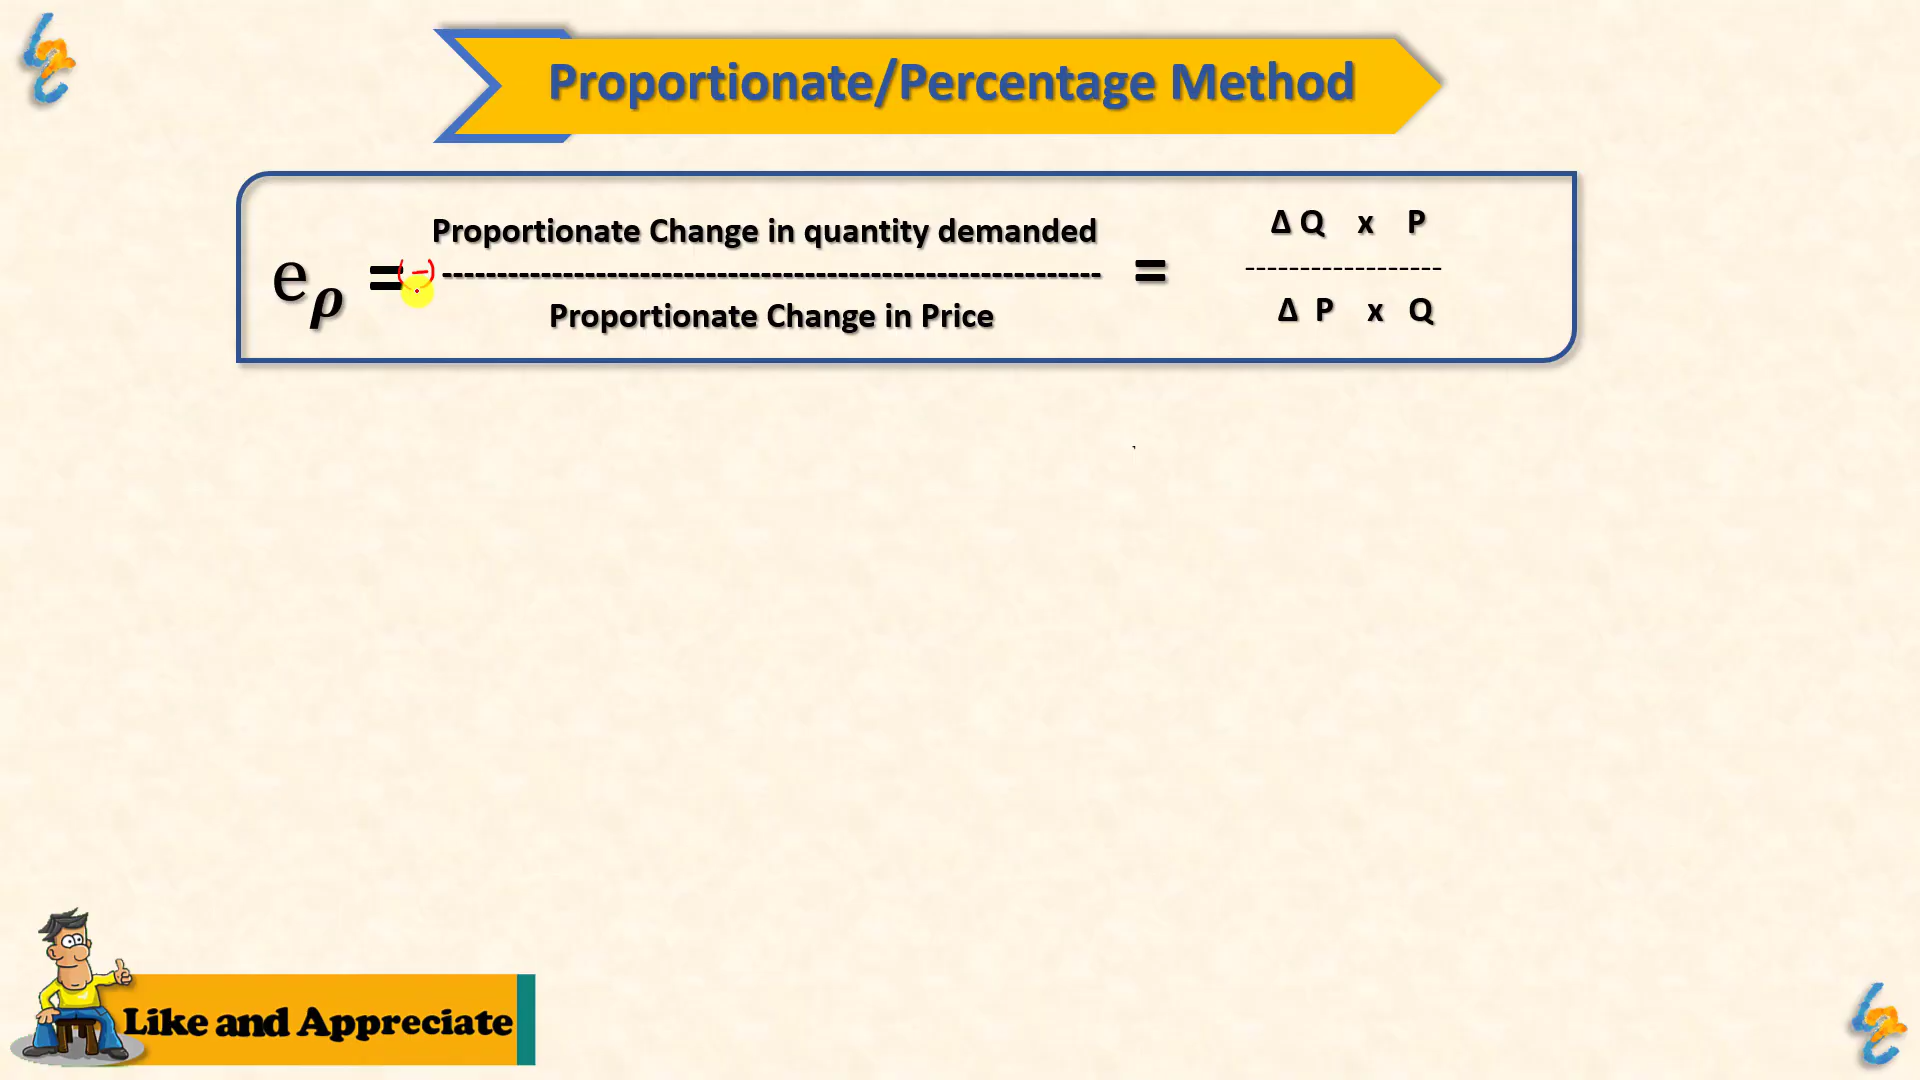 Proportionate/Percentage Method
Proportionate Change in quantity demanded
Δ Q x P
eρ = (-) ------------------------------------------------------------ = ------------------
Proportionate Change in Price
Δ P x Q
Like and Appreciate